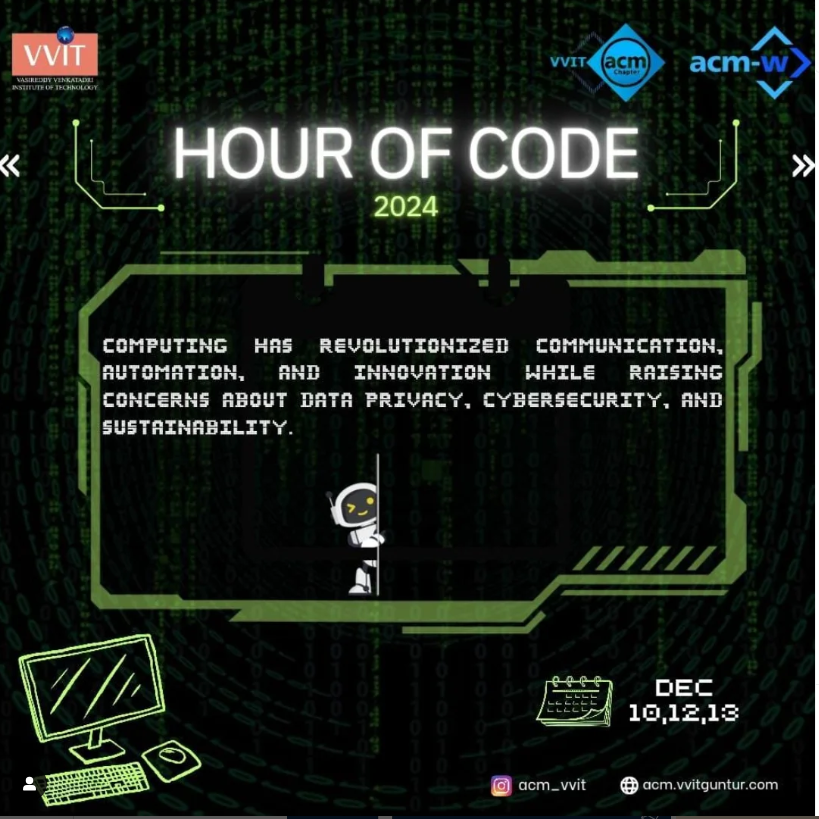 VVIT
VASIREDDY VENKATADRI
INSTITUTE OF TECHNOLOGY
VVIT acm Chapter
acm-w
«
HOUR OF CODE
»
2024
COMPUTING HAS REVOLUTIONIZED COMMUNICATION,
AUTOMATION, AND INNOVATION WHILE RAISING
CONCERNS ABOUT DATA PRIVACY, CYBERSECURITY, AND
SUSTAINABILITY.
DEC
10,12,13
acm_vvit
acm.vvitguntur.com